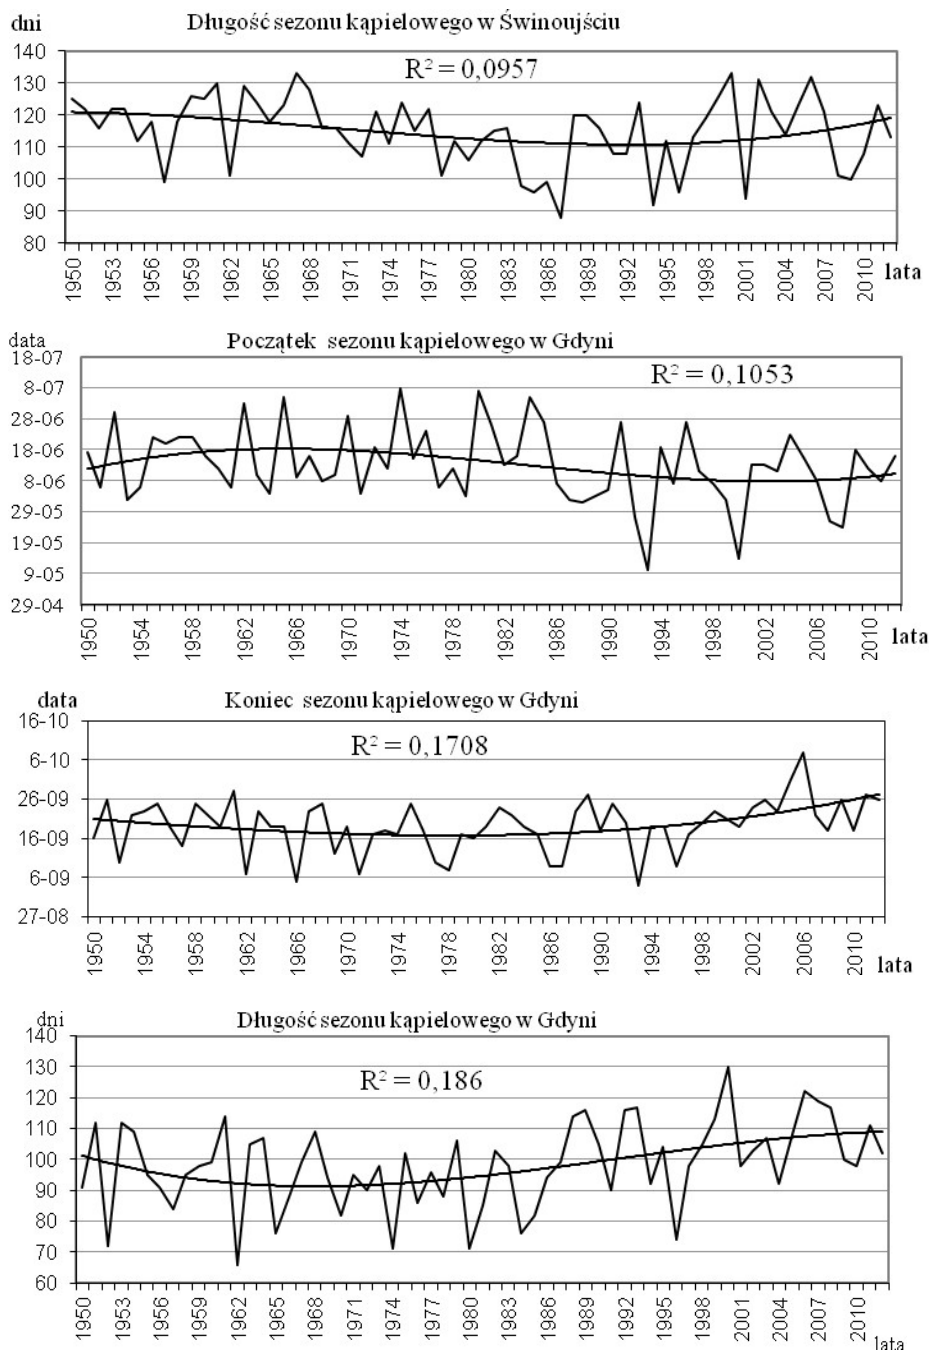 dni
Długość sezonu kąpielowego w Świnoujściu
R² = 0,0957
140
130
120
110
100
90
80
1950 1953 1956 1959 1962 1965 1968 1971 1974 1977 1980 1983 1986 1989 1992 1995 1998 2001 2004 2007 2010 lata
data
Początek sezonu kąpielowego w Gdyni
R² = 0,1053
18-07
8-07
28-06
18-06
8-06
29-05
19-05
9-05
29-04
1950 1954 1958 1962 1966 1970 1974 1978 1982 1986 1990 1994 1998 2002 2006 2010 lata
data
Koniec sezonu kąpielowego w Gdyni
R² = 0,1708
16-10
6-10
26-09
16-09
6-09
27-08
1950 1954 1958 1962 1966 1970 1974 1978 1982 1986 1990 1994 1998 2002 2006 2010 lata
dni
Długość sezonu kąpielowego w Gdyni
R² = 0,186
140
130
120
110
100
90
80
70
60
1950 1953 1956 1959 1962 1965 1968 1971 1974 1977 1980 1983 1986 1989 1992 1995 1998 2001 2004 2007 2010 lata